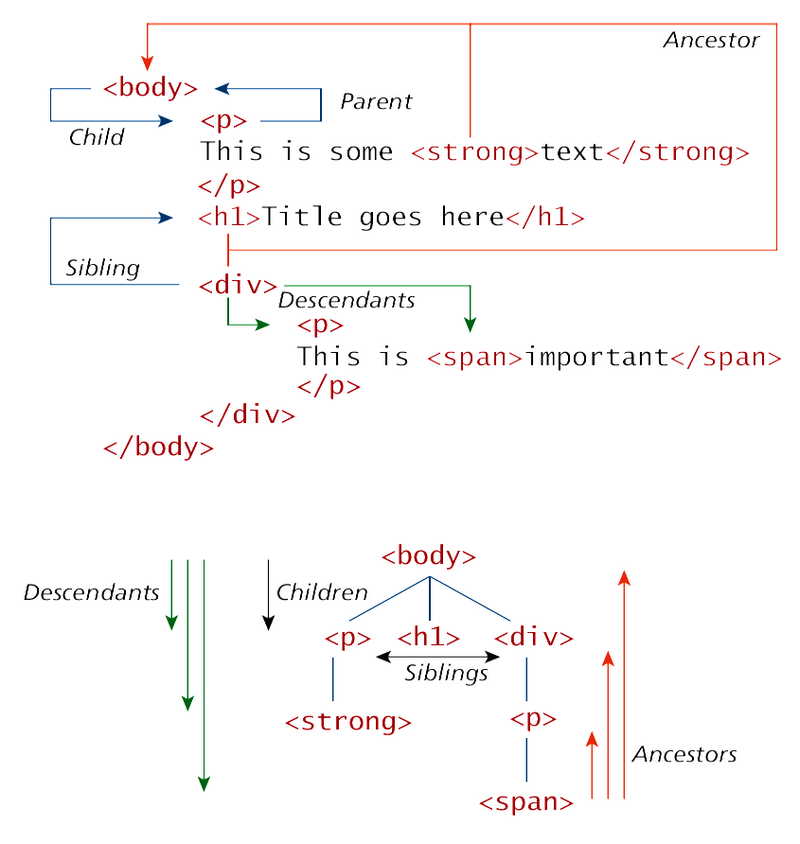 Ancestor
<body>
Parent
<p>
Child
This is some <strong>text</strong>
</p>
<h1>Title goes here</h1>
Sibling
<div>
Descendants
<p>
This is <span>important</span>
</p>
</div>
</body>
<body>
Descendants
Children
<p> <h1> <div>
Siblings
<strong>
<p>
Ancestors
<span>